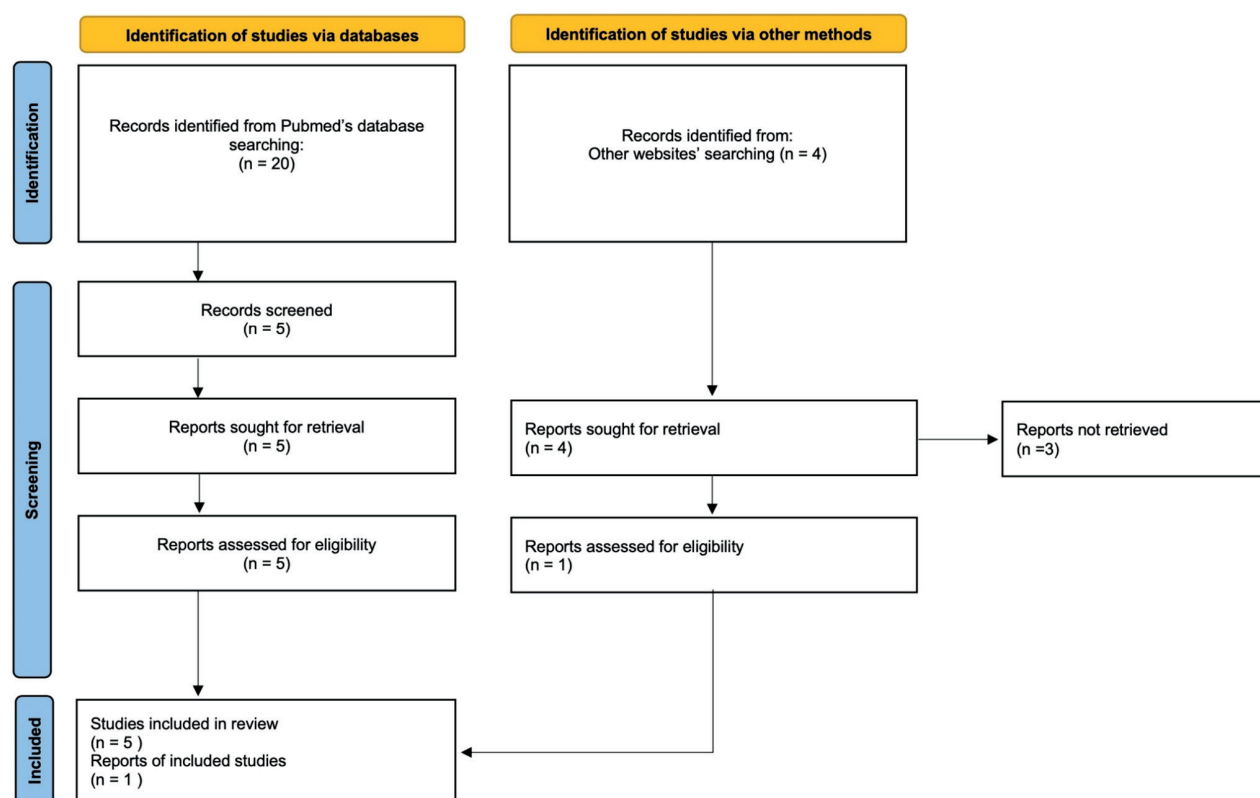 Identification of studies via databases
Identification of studies via other methods
Identification
Records identified from Pubmed's database
searching:
(n = 20)
Records identified from:
Other websites' searching (n = 4)
Screening
Records screened
(n = 5)
Reports sought for retrieval
(n = 5)
Reports sought for retrieval
(n = 4)
Reports not retrieved
(n =3)
Reports assessed for eligibility
(n = 5)
Reports assessed for eligibility
(n = 1)
Included
Studies included in review
(n = 5 )
Reports of included studies
(n = 1 )